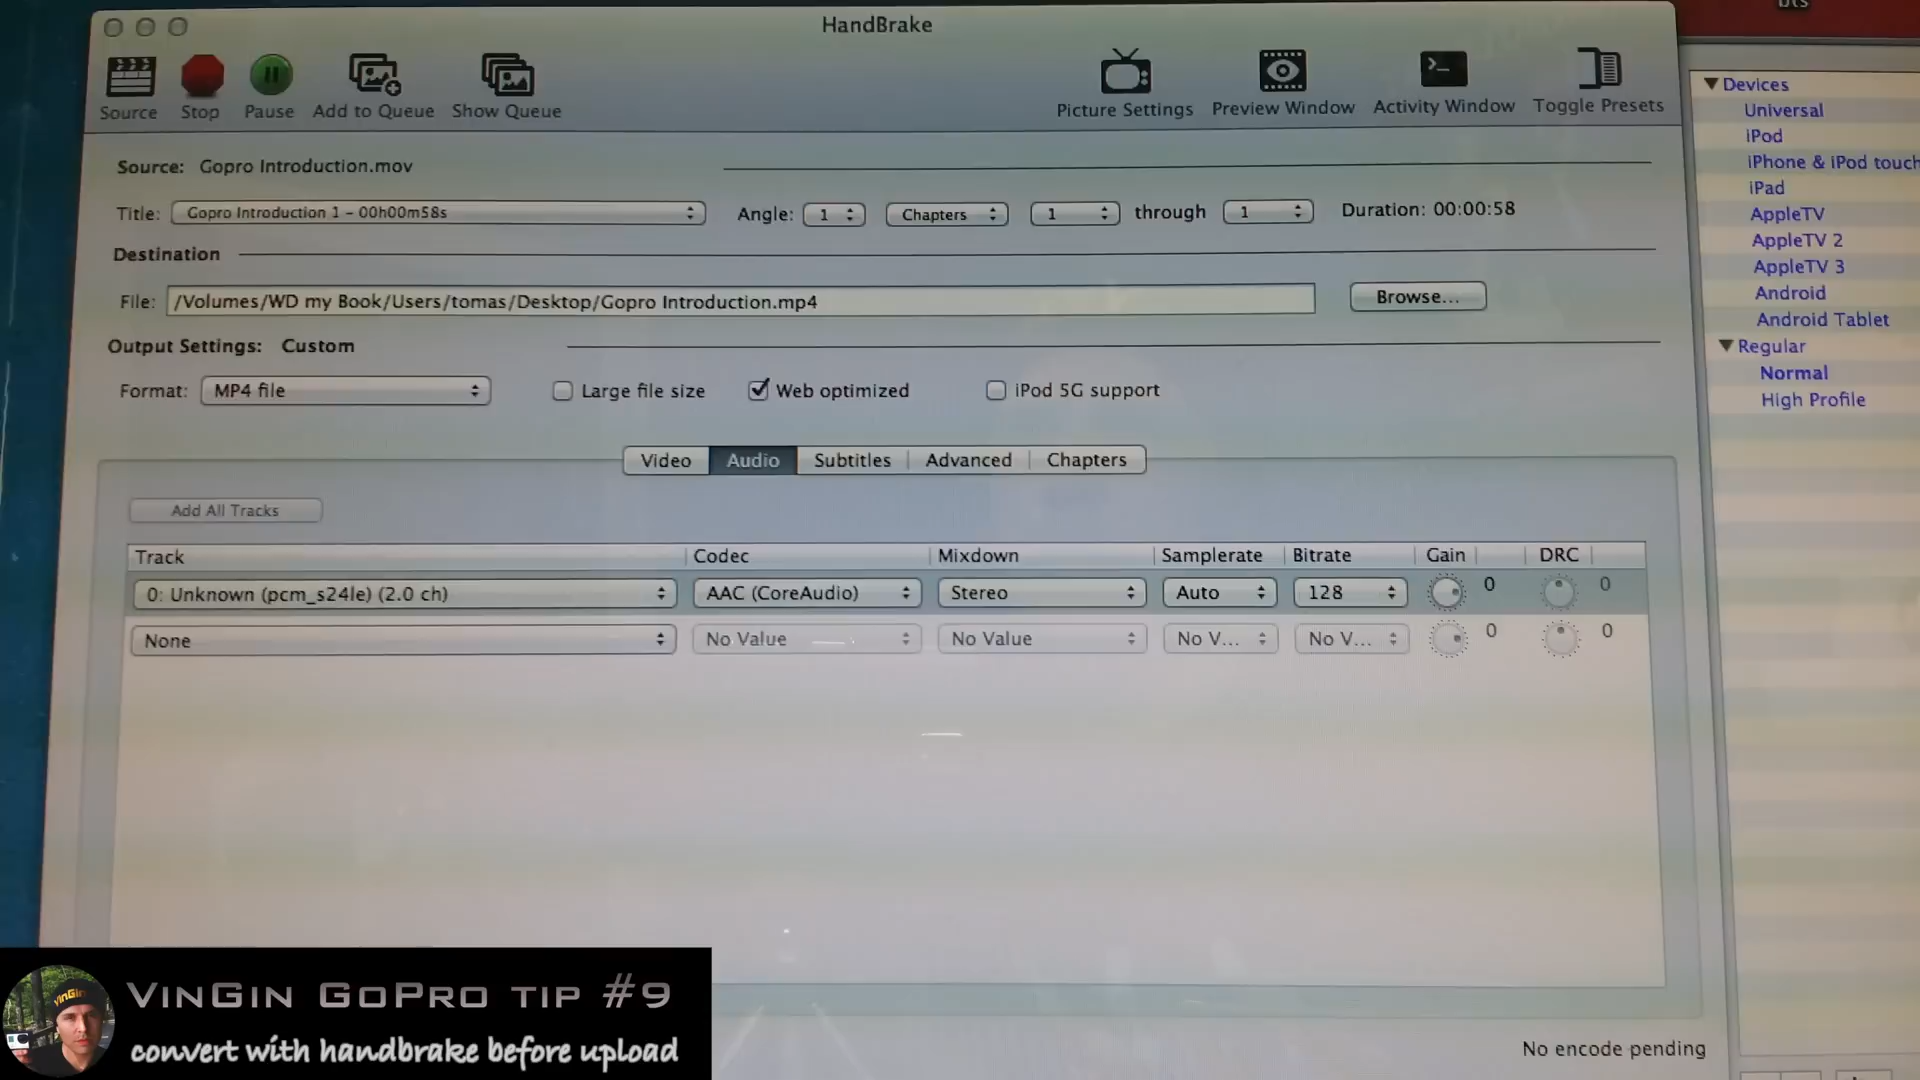 HandBrake
Source Stop Pause Add to Queue Show Queue Picture Settings Preview Window Activity Window Toggle Presets
Source: Gopro Introduction.mov
Title: Gopro Introduction 1 - 00h00m58s Angle: 1 Chapters 1 through 1 Duration: 00:00:58
Destination
File: /Volumes/WD my Book/Users/tomas/Desktop/Gopro Introduction.mp4 Browse...
Output Settings: Custom
Format: MP4 file Large file size Web optimized iPod 5G support
Video Audio Subtitles Advanced Chapters
Add All Tracks
Track Codec Mixdown Samplerate Bitrate Gain DRC
0: Unknown (pcm_s24le) (2.0 ch) AAC (CoreAudio) Stereo Auto 128 0 0
None No Value No Value No V... No V... 0 0
No encode pending
Devices
Universal
iPod
iPhone & iPod touch
iPad
AppleTV
AppleTV 2
AppleTV 3
Android
Android Tablet
Regular
Normal
High Profile
VinGin
VinGin GoPro tip #9
convert with handbrake before upload